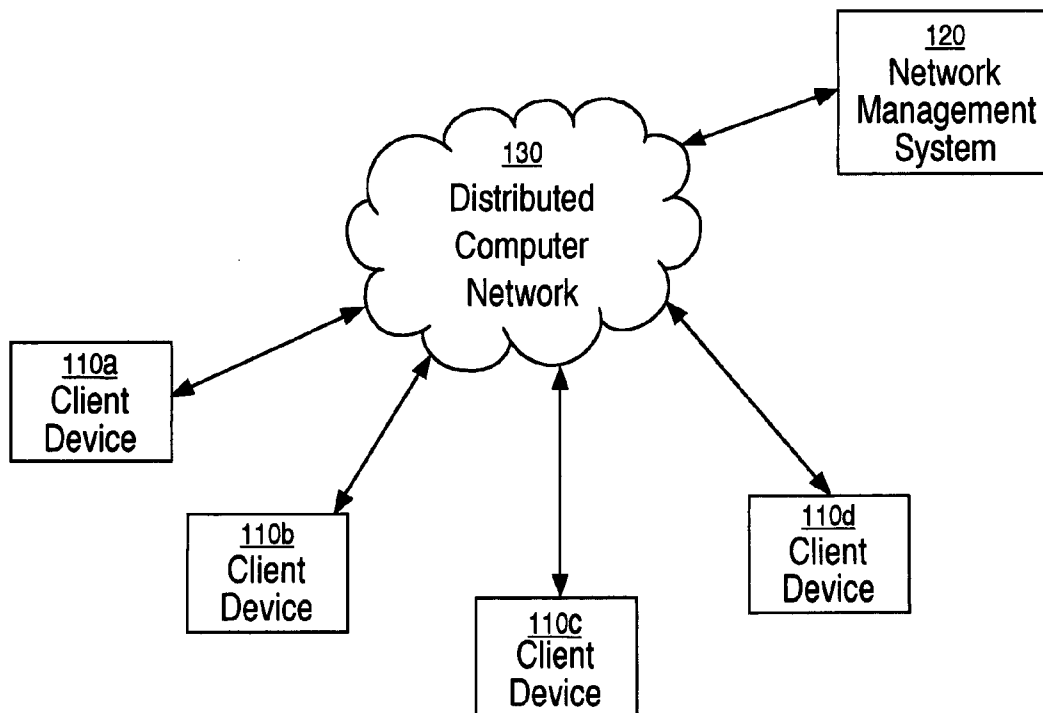 120
Network
Management
System
130
Distributed
Computer
Network
110a
Client
Device
110b
Client
Device
110c
Client
Device
110d
Client
Device